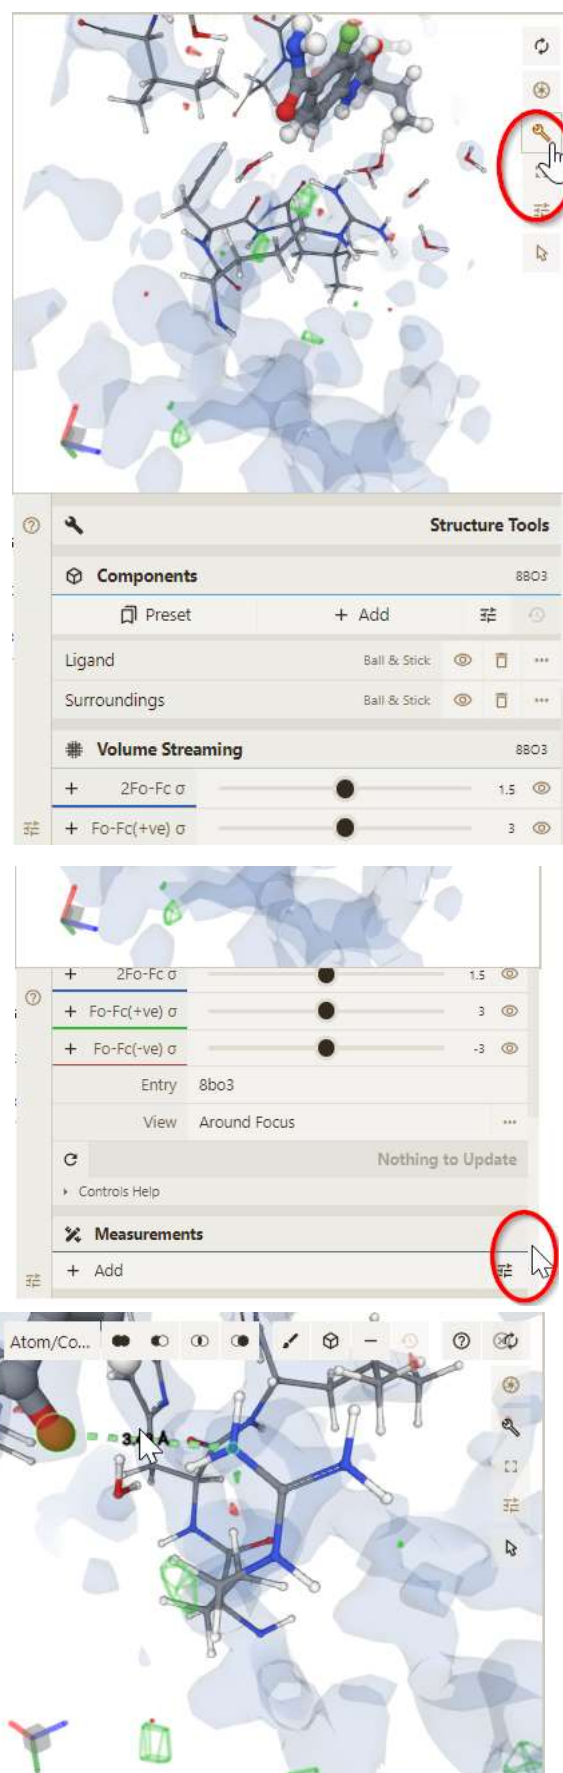 Structure Tools
Components 8BO3
Preset + Add
Ligand Ball & Stick
Surroundings Ball & Stick
Volume Streaming 8BO3
+ 2Fo-Fc σ 1.5
+ Fo-Fc(+ve) σ 3
+ 2Fo-Fc σ 1.5
+ Fo-Fc(+ve) σ 3
+ Fo-Fc(-ve) σ -3
Entry 8bo3
View Around Focus
Nothing to Update
Controls Help
Measurements
+ Add
Atom/Co...